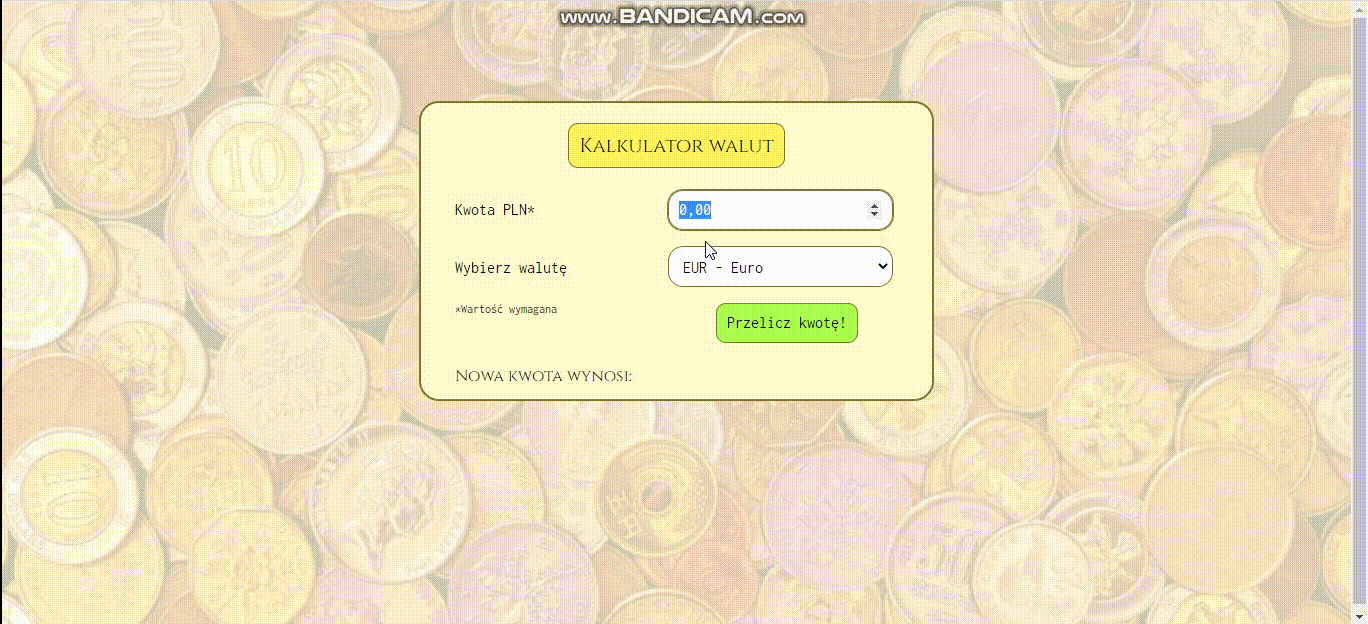 www.BANDICAM.com
Kalkulator walut
Kwota PLN*
0,00
Wybierz walutę
EUR - Euro
*Wartość wymagana
Przelicz kwotę!
Nowa kwota wynosi:
10